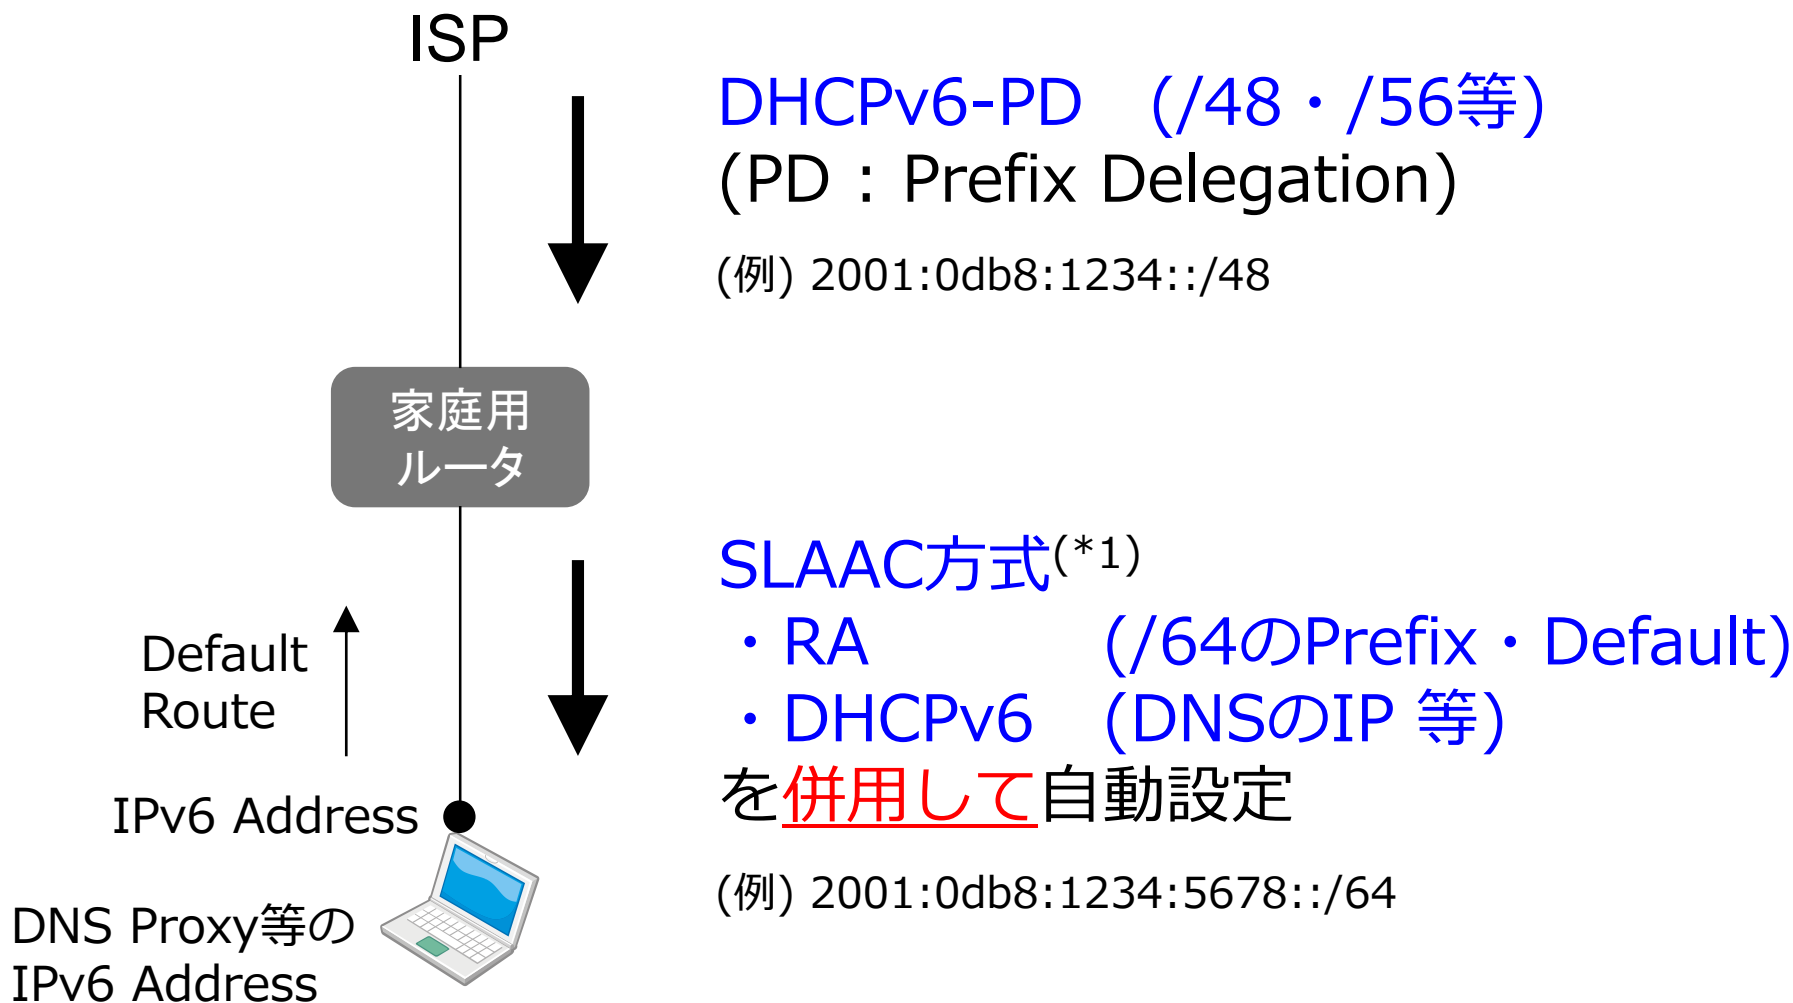 ISP
DHCPv6-PD　(/48・/56等)
(PD：Prefix Delegation)
(例) 2001:0db8:1234::/48
家庭用
ルータ
SLAAC方式(*1)
・RA　　　　(/64のPrefix・Default)
・DHCPv6　(DNSのIP 等)
を併用して自動設定
(例) 2001:0db8:1234:5678::/64
Default
Route
IPv6 Address
DNS Proxy等の
IPv6 Address